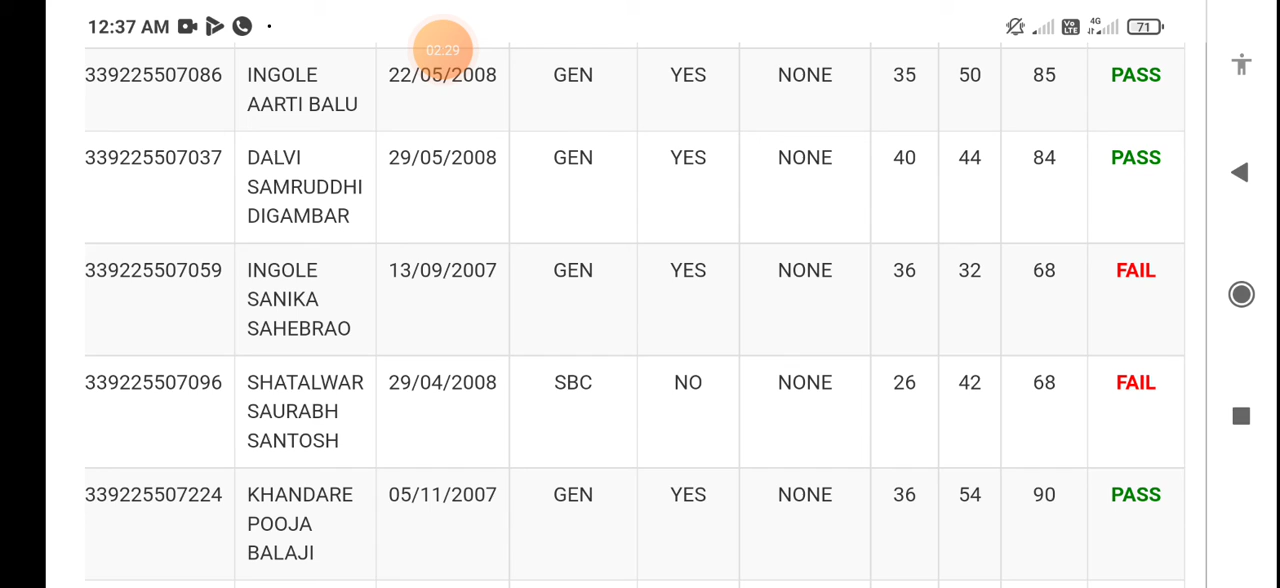 12:37 AM
02:29
Vo LTE
4G
71
339225507086 INGOLE 22/05/2008 GEN YES NONE 35 50 85 PASS
AARTI BALU
339225507037 DALVI 29/05/2008 GEN YES NONE 40 44 84 PASS
SAMRUDDHI
DIGAMBAR
339225507059 INGOLE 13/09/2007 GEN YES NONE 36 32 68 FAIL
SANIKA
SAHEBRAO
339225507096 SHATALWAR 29/04/2008 SBC NO NONE 26 42 68 FAIL
SAURABH
SANTOSH
339225507224 KHANDARE 05/11/2007 GEN YES NONE 36 54 90 PASS
POOJA
BALAJI